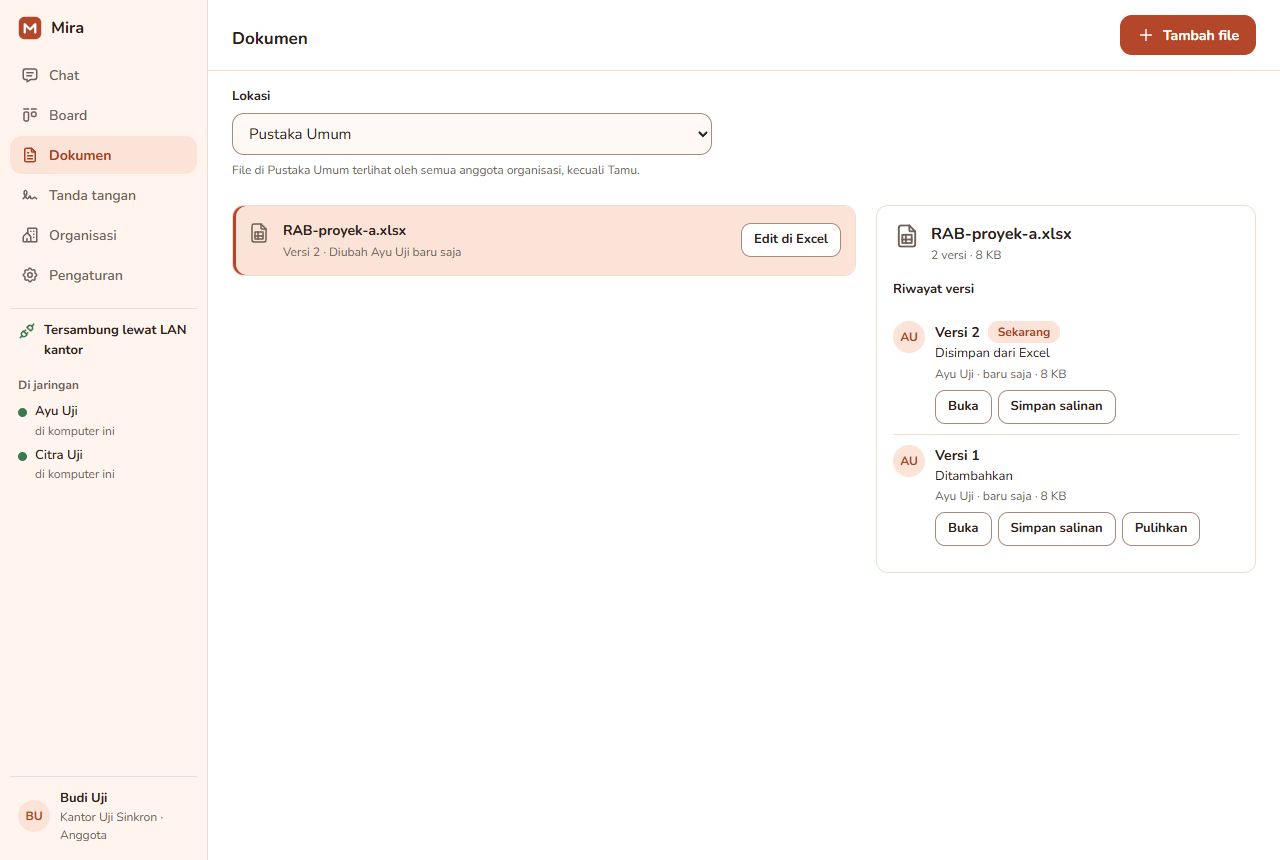 Mira
Chat
Board
Dokumen
Tanda tangan
Organisasi
Pengaturan
Tersambung lewat LAN
kantor
Di jaringan
Ayu Uji
di komputer ini
Citra Uji
di komputer ini
BU
Budi Uji
Kantor Uji Sinkron ·
Anggota
Dokumen
Tambah file
Lokasi
Pustaka Umum
File di Pustaka Umum terlihat oleh semua anggota organisasi, kecuali Tamu.
RAB-proyek-a.xlsx
Versi 2 · Diubah Ayu Uji baru saja
Edit di Excel
RAB-proyek-a.xlsx
2 versi · 8 KB
Riwayat versi
AU
Versi 2 Sekarang
Disimpan dari Excel
Ayu Uji · baru saja · 8 KB
Buka Simpan salinan
AU
Versi 1
Ditambahkan
Ayu Uji · baru saja · 8 KB
Buka Simpan salinan Pulihkan